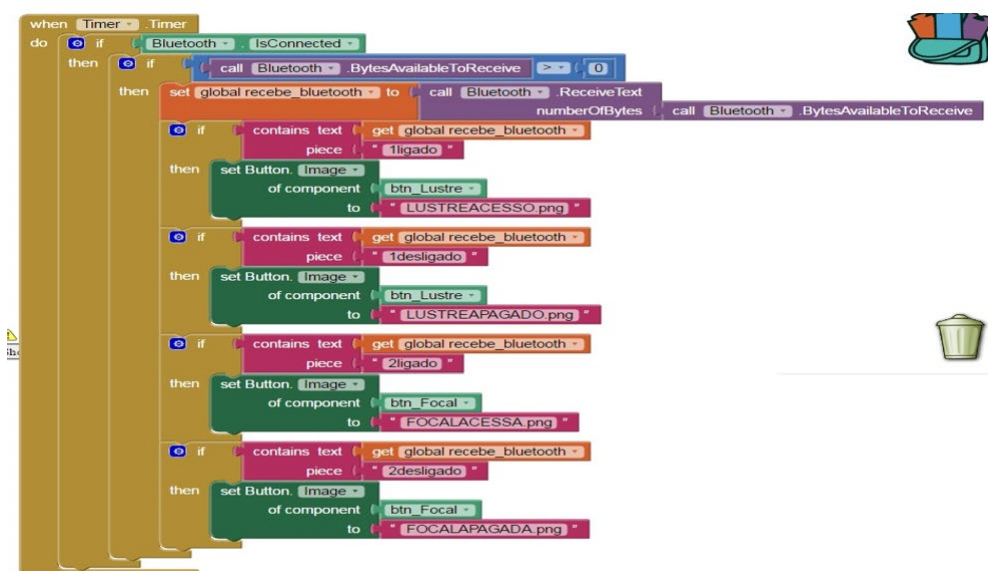 when Timer .Timer
do if Bluetooth . IsConnected
then if call Bluetooth .BytesAvailableToReceive > 0
then set global recebe_bluetooth to call Bluetooth .ReceiveText
numberOfBytes call Bluetooth .BytesAvailableToReceive
if contains text get global recebe_bluetooth
piece " 1ligado "
then set Button. Image
of component btn_Lustre
to " LUSTREACESSO.png "
if contains text get global recebe_bluetooth
piece " 1desligado "
then set Button. Image
of component btn_Lustre
to " LUSTREAPAGADO.png "
if contains text get global recebe_bluetooth
piece " 2ligado "
then set Button. Image
of component btn_Focal
to " FOCALACESSA.png "
if contains text get global recebe_bluetooth
piece " 2desligado "
then set Button. Image
of component btn_Focal
to " FOCALAPAGADA.png "